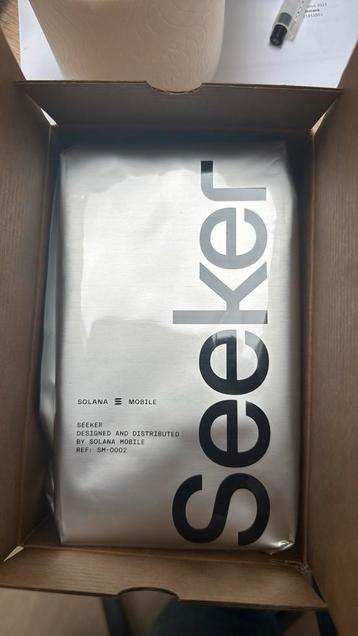 Seeker
SOLANA MOBILE
SEEKER
DESIGNED AND DISTRIBUTED
BY SOLANA MOBILE
REF: SM-0002